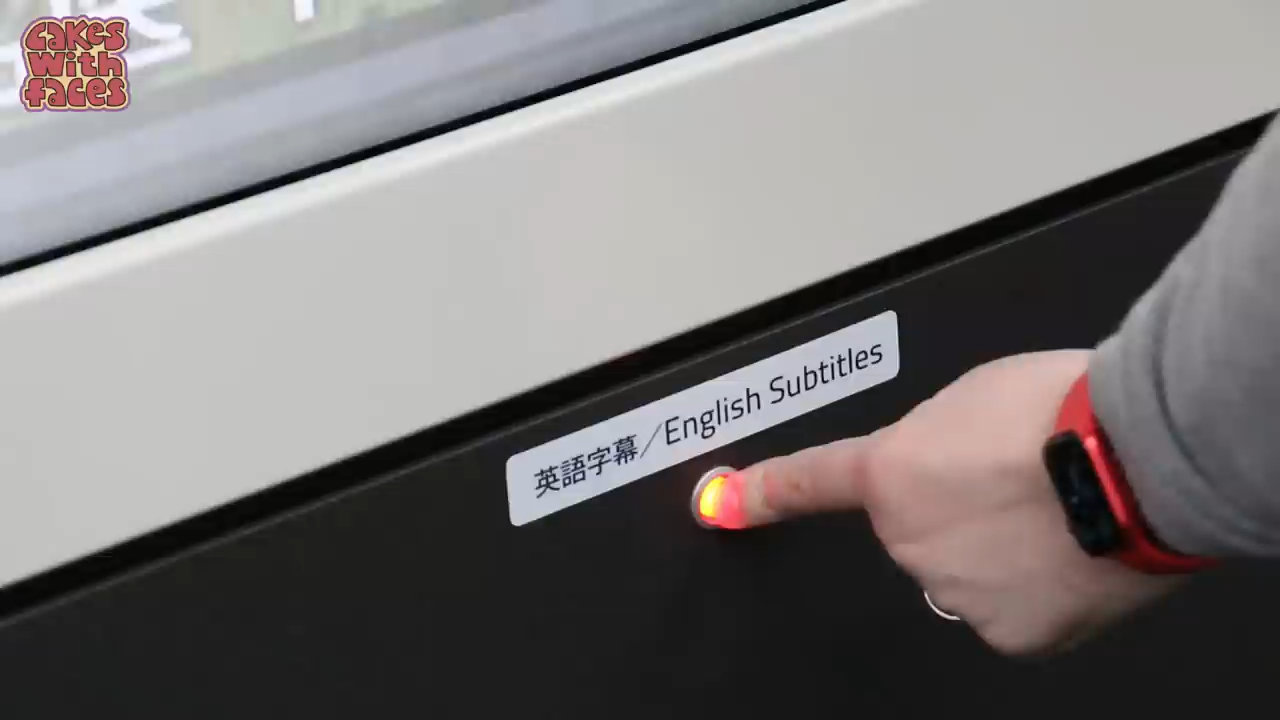 Cakes
With
faces
英語字幕／English Subtitles